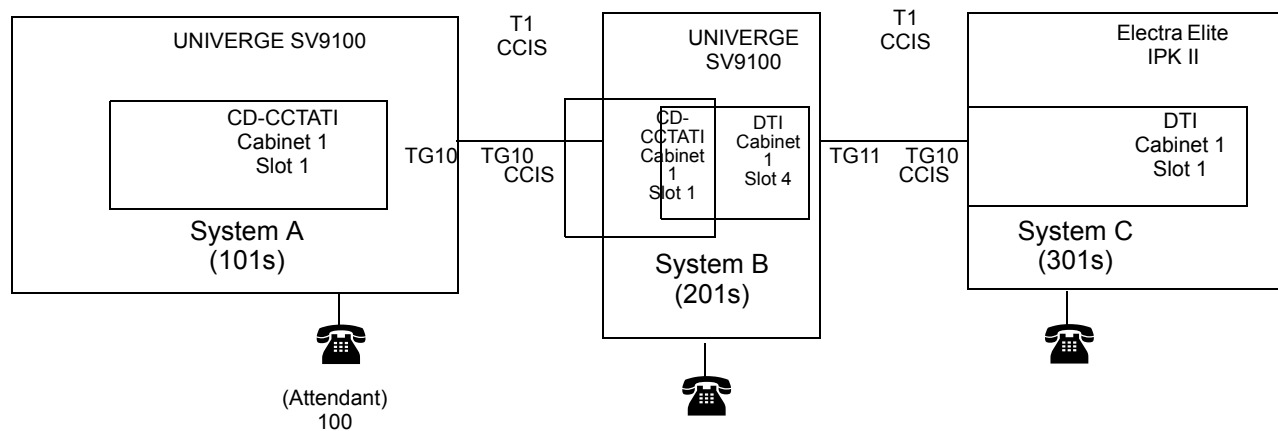 UNIVERGE SV9100
CD-CCTATI
Cabinet 1
Slot 1
System A
(101s)
(Attendant)
100
T1
CCIS
TG10
TG10
CCIS
UNIVERGE
SV9100
CD-
CCTATI
Cabinet
1
Slot 1
DTI
Cabinet
1
Slot 4
System B
(201s)
T1
CCIS
TG11
TG10
CCIS
Electra Elite
IPK II
DTI
Cabinet 1
Slot 1
System C
(301s)